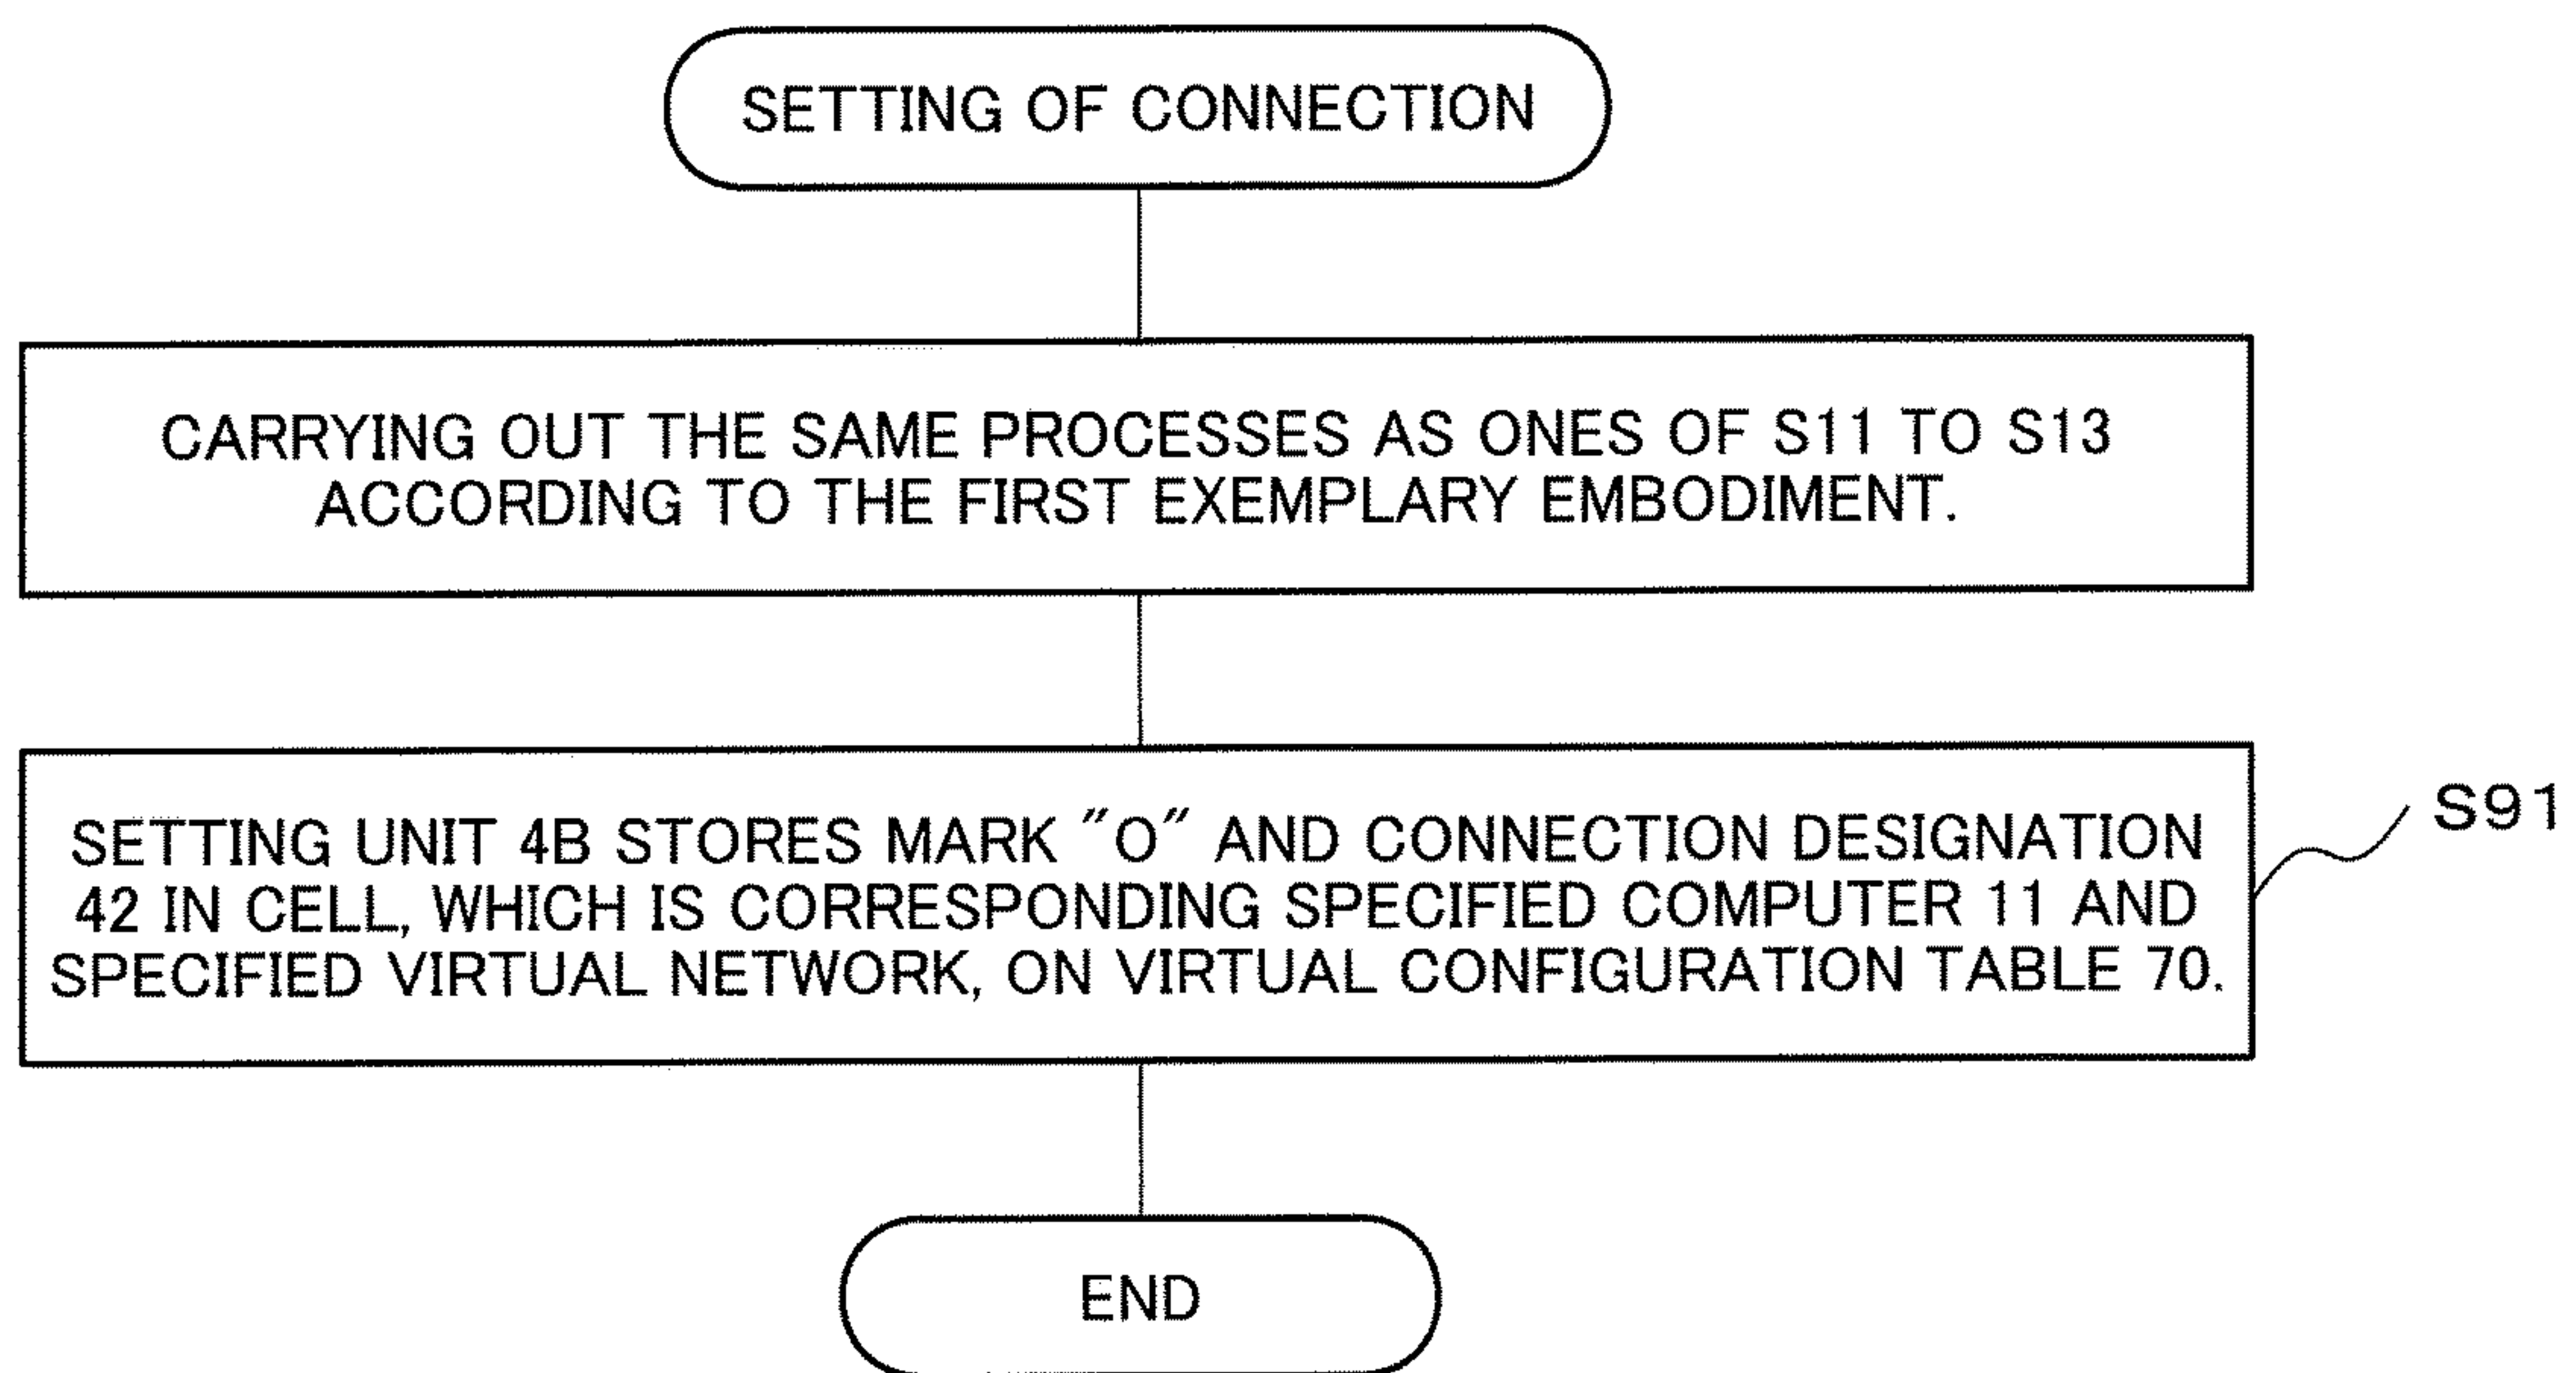 SETTING OF CONNECTION
CARRYING OUT THE SAME PROCESSES AS ONES OF S11 TO S13
ACCORDING TO THE FIRST EXEMPLARY EMBODIMENT.
SETTING UNIT 4B STORES MARK "O" AND CONNECTION DESIGNATION
42 IN CELL, WHICH IS CORRESPONDING SPECIFIED COMPUTER 11 AND
SPECIFIED VIRTUAL NETWORK, ON VIRTUAL CONFIGURATION TABLE 70.
S91
END